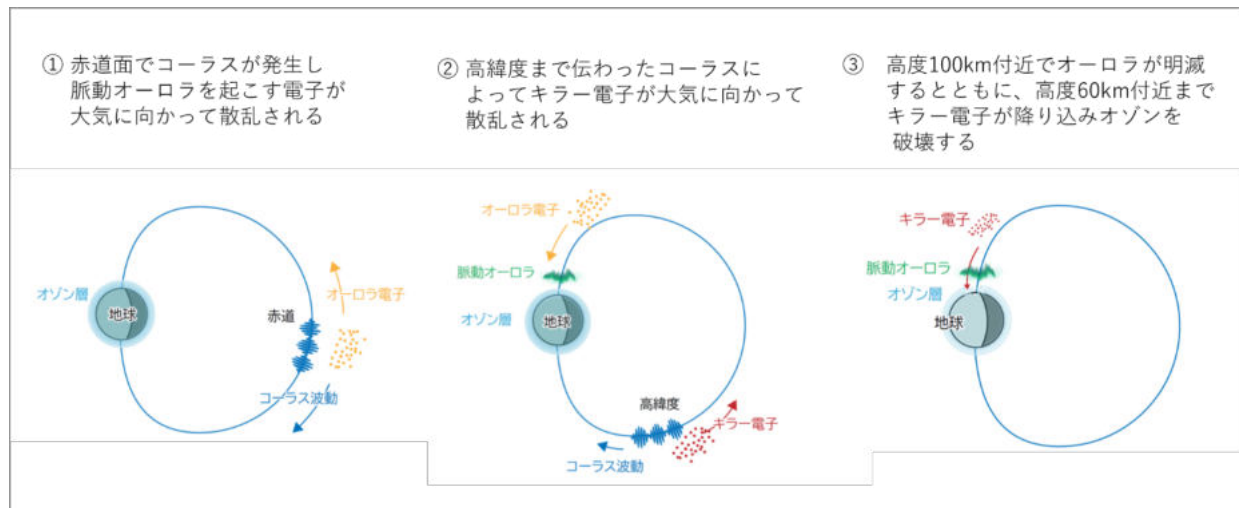 ① 赤道面でコーラスが発生し
脈動オーロラを起こす電子が
大気に向かって散乱される
② 高緯度まで伝わったコーラスに
よってキラー電子が大気に向かって
散乱される
③ 高度100km付近でオーロラが明滅
するとともに、高度60km付近まで
キラー電子が降り込みオゾンを
破壊する
オゾン層
地球
赤道
オーロラ電子
コーラス波動
オーロラ電子
脈動オーロラ
オゾン層
地球
高緯度
キラー電子
コーラス波動
キラー電子
脈動オーロラ
オゾン層
地球